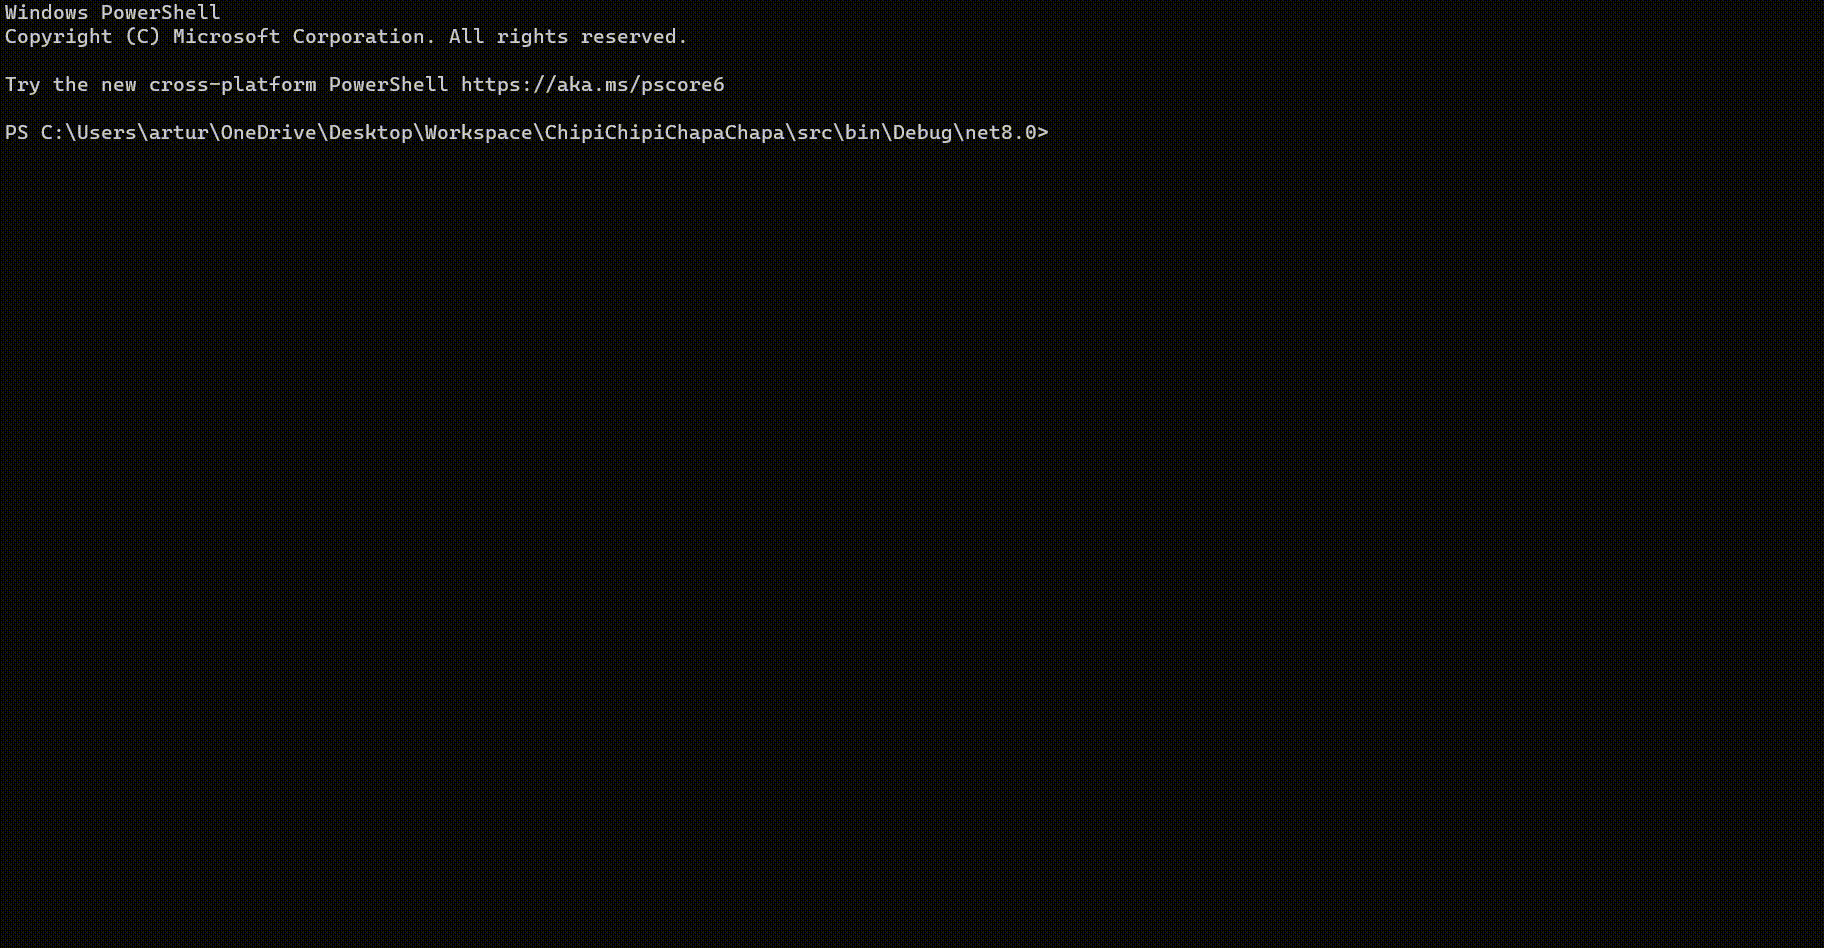 Windows PowerShell
Copyright (C) Microsoft Corporation. All rights reserved.
Try the new cross-platform PowerShell https://aka.ms/pscore6
PS C:\Users\artur\OneDrive\Desktop\Workspace\ChipiChipiChapaChapa\src\bin\Debug\net8.0>